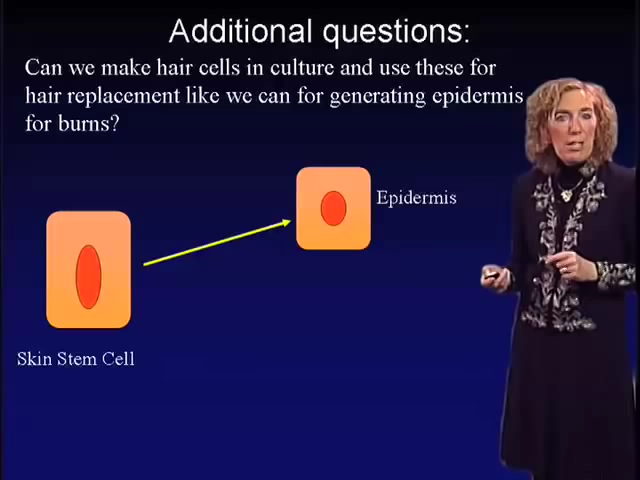 Additional questions:
Can we make hair cells in culture and use these for
hair replacement like we can for generating epidermis
for burns?
Epidermis
Skin Stem Cell